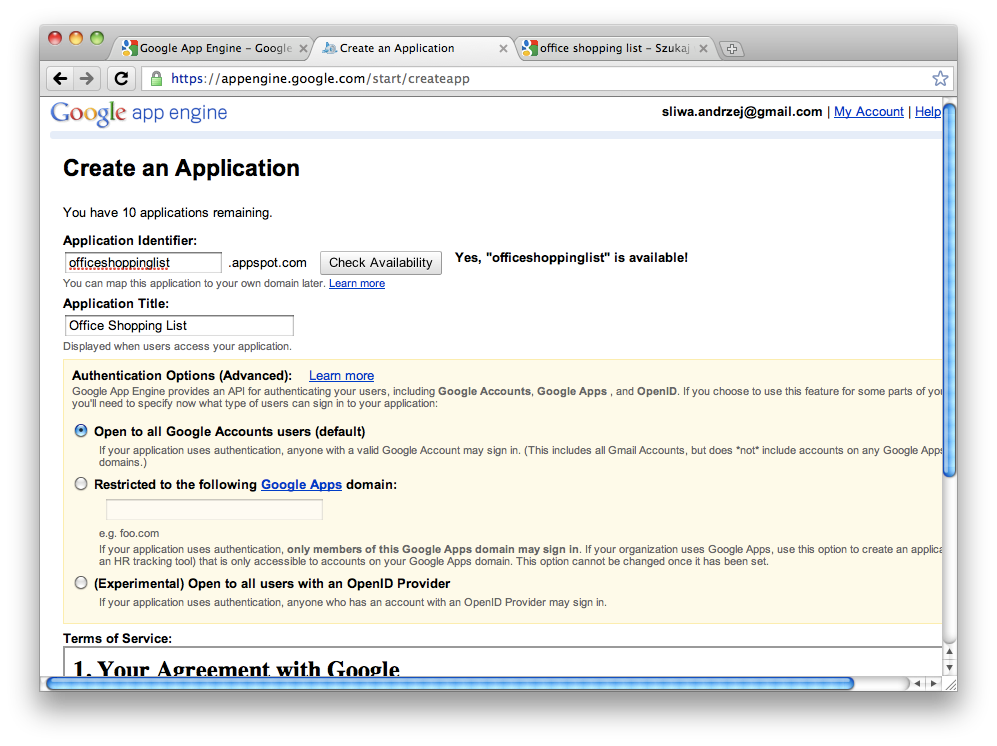 Google App Engine – Google
Create an Application
office shopping list – Szukaj
https://appengine.google.com/start/createapp
Google app engine
sliwa.andrzej@gmail.com | My Account | Help
Create an Application
You have 10 applications remaining.
Application Identifier:
officeshoppinglist .appspot.com Check Availability Yes, "officeshoppinglist" is available!
You can map this application to your own domain later. Learn more
Application Title:
Office Shopping List
Displayed when users access your application.
Authentication Options (Advanced): Learn more
Google App Engine provides an API for authenticating your users, including Google Accounts, Google Apps , and OpenID. If you choose to use this feature for some parts of
you'll need to specify now what type of users can sign in to your application:
Open to all Google Accounts users (default)
If your application uses authentication, anyone with a valid Google Account may sign in. (This includes all Gmail Accounts, but does *not* include accounts on any Google Apps
domains.)
Restricted to the following Google Apps domain:
e.g. foo.com
If your application uses authentication, only members of this Google Apps domain may sign in. If your organization uses Google Apps, use this option to create an
an HR tracking tool) that is only accessible to accounts on your Google Apps domain. This option cannot be changed once it has been set.
(Experimental) Open to all users with an OpenID Provider
If your application uses authentication, anyone who has an account with an OpenID Provider may sign in.
Terms of Service:
1. Your Agreement with Google